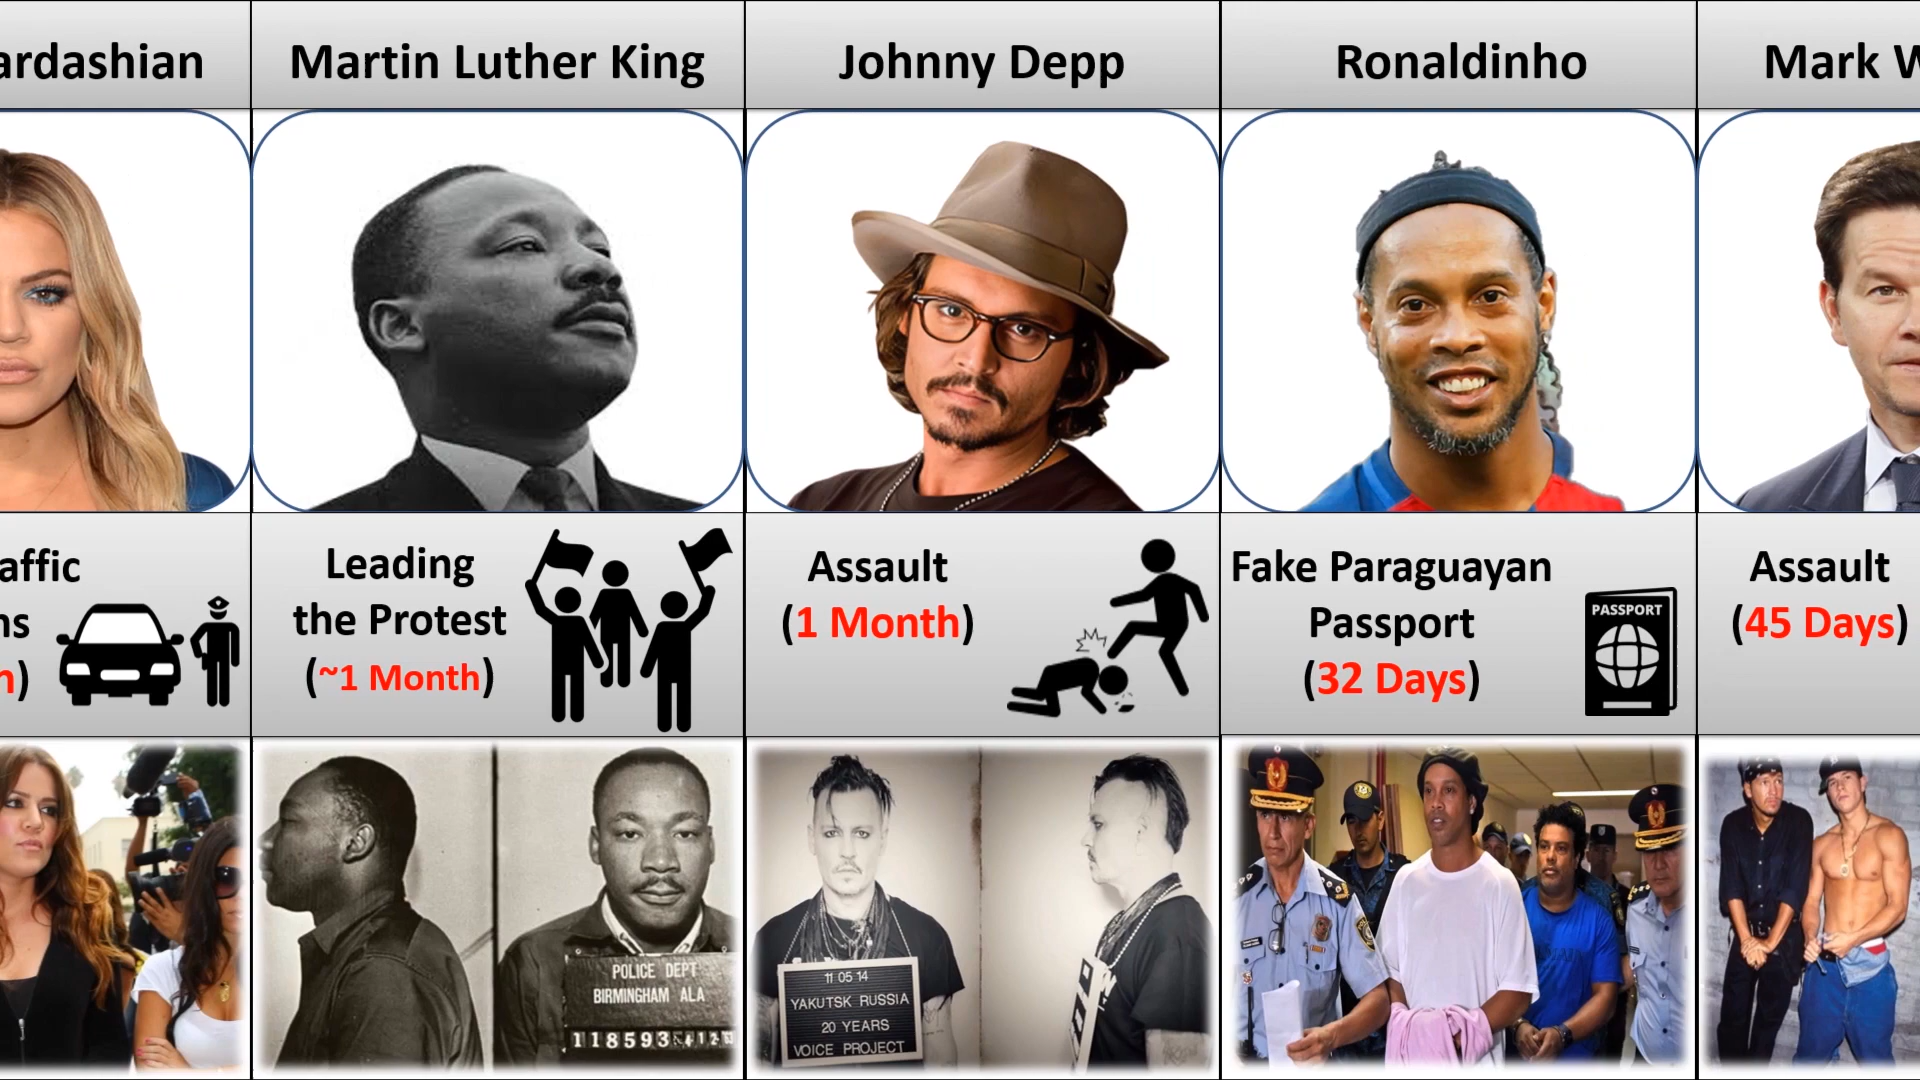 ardashian
Martin Luther King
Johnny Depp
Ronaldinho
Mark W
affic
ns
n)
Leading
the Protest
(~1 Month)
Assault
(1 Month)
Fake Paraguayan
Passport
(32 Days)
PASSPORT
Assault
(45 Days)
POLICE DEPT
BIRMINGHAM ALA
118593
11 05 14
YAKUTSK RUSSIA
20 YEARS
VOICE PROJECT